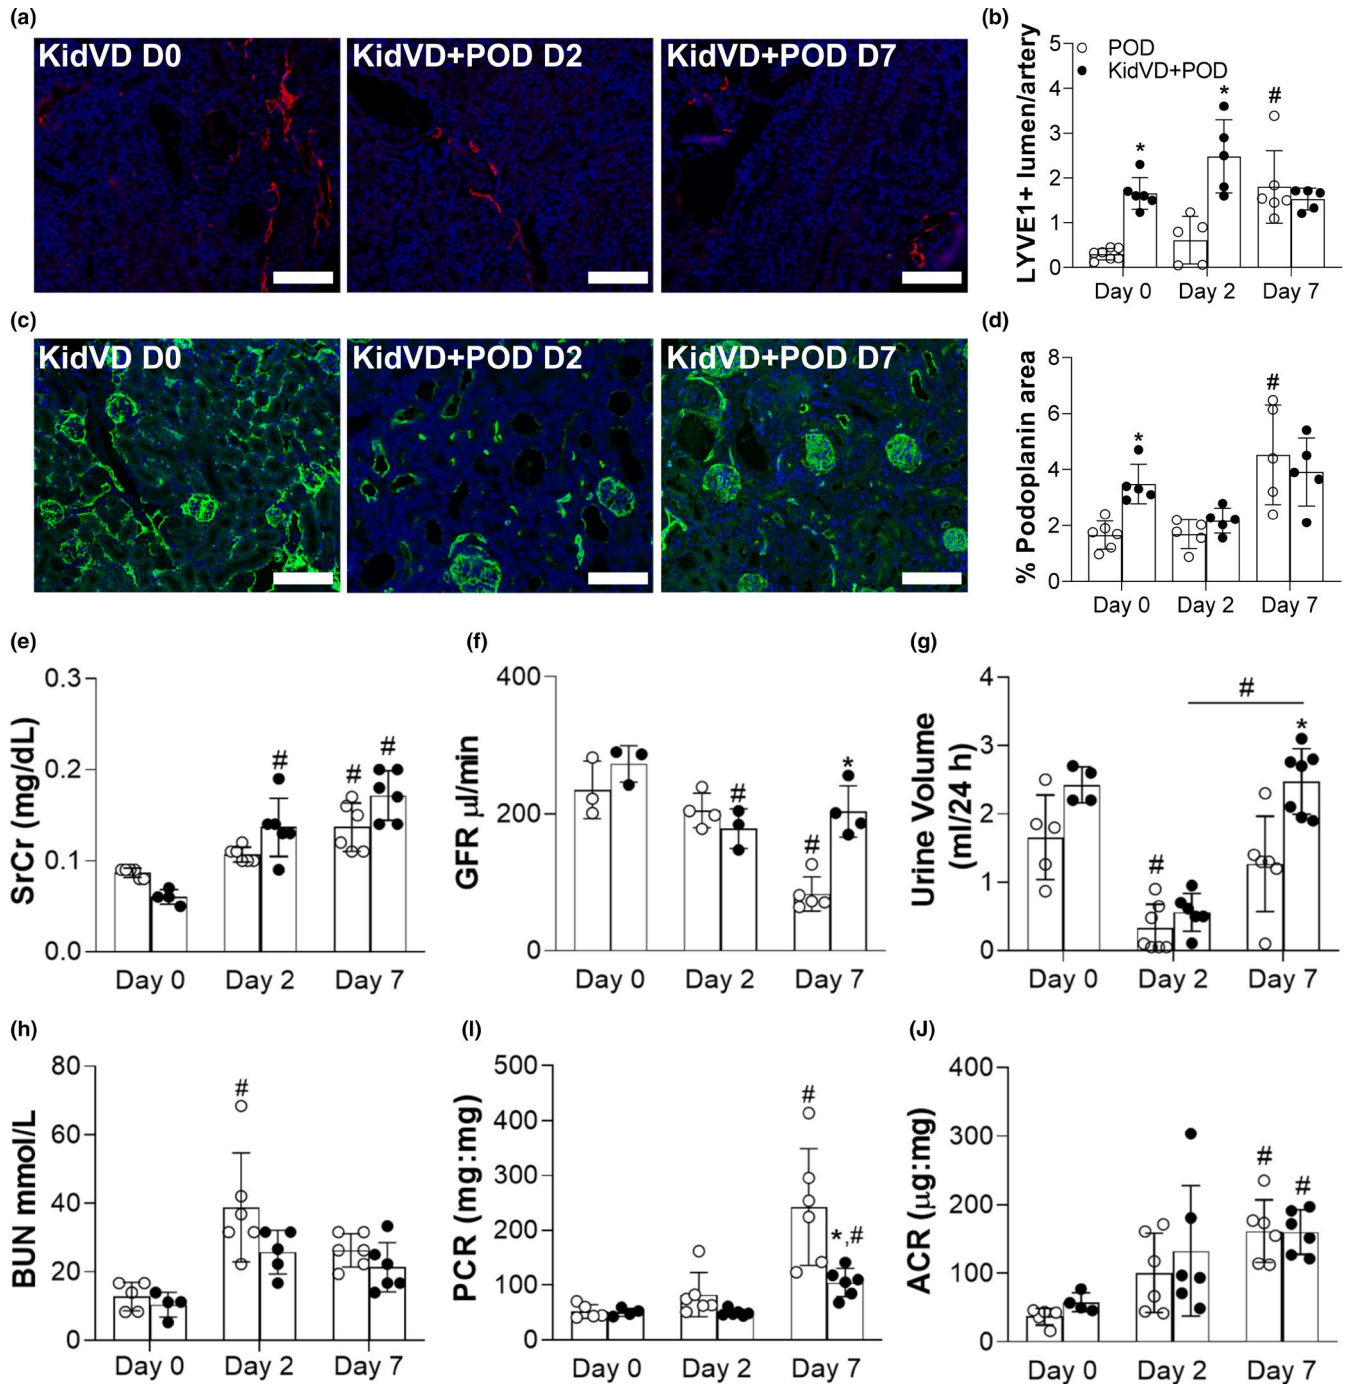 (a)
KidVD D0
KidVD+POD D2
KidVD+POD D7
(b)
LYVE1+ lumen/artery
5
4
3
2
1
0
○ POD
● KidVD+POD
*
*
#
Day 0
Day 2
Day 7
(c)
KidVD D0
KidVD+POD D2
KidVD+POD D7
(d)
% Podoplanin area
8
6
4
2
0
*
#
Day 0
Day 2
Day 7
(e)
SrCr (mg/dL)
0.3
0.2
0.1
0.0
#
#
#
Day 0
Day 2
Day 7
(f)
GFR µl/min
400
200
0
#
#
*
Day 0
Day 2
Day 7
(g)
Urine Volume
(ml/24 h)
4
3
2
1
0
#
#
*
Day 0
Day 2
Day 7
(h)
BUN mmol/L
80
60
40
20
0
#
Day 0
Day 2
Day 7
(I)
PCR (mg:mg)
500
400
300
200
100
0
#
*,#
Day 0
Day 2
Day 7
(J)
ACR (µg:mg)
400
300
200
100
0
#
#
Day 0
Day 2
Day 7